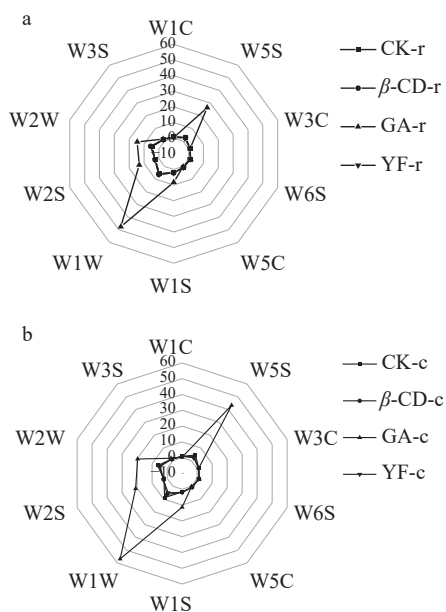 a
W1C
W5S
W3C
W6S
W5C
W1S
W1W
W2S
W2W
W3S
60
50
40
30
20
10
0
10
CK-r
β-CD-r
GA-r
YF-r
b
W1C
W5S
W3C
W6S
W5C
W1S
W1W
W2S
W2W
W3S
60
50
40
30
20
10
0
10
CK-c
β-CD-c
GA-c
YF-c